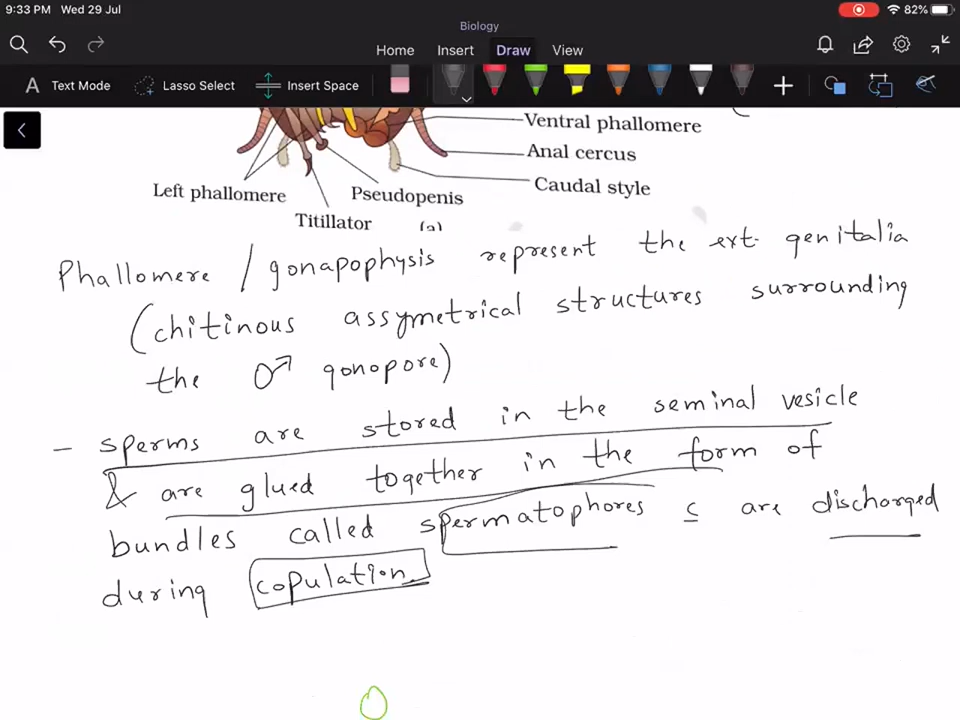 9:33 PM Wed 29 Jul
82%
Biology
Home Insert Draw View
A Text Mode Lasso Select Insert Space
Ventral phallomere
Anal cercus
Caudal style
Left phallomere
Pseudopenis
Titillator
(a)
Phallomere / gonapophysis represent the ext. genitalia
(chitinous assymetrical structures surrounding
the ♂ gonopore)
- sperms are stored in the seminal vesicle
& are glued together in the form of
bundles called spermatophores c are discharged
during copulation.